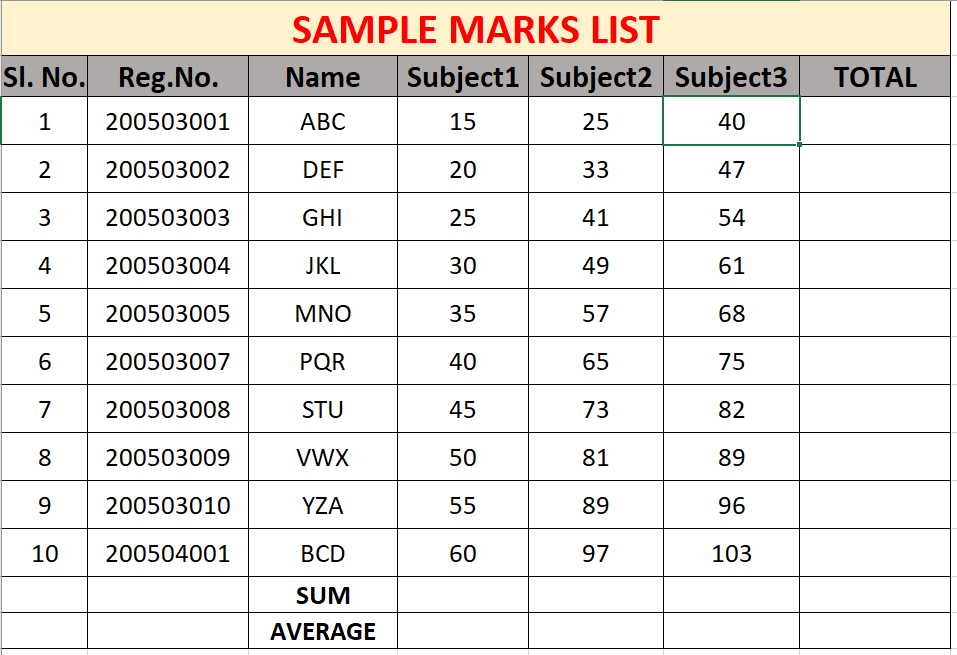 SAMPLE MARKS LIST
Sl. No. Reg.No. Name Subject1 Subject2 Subject3 TOTAL
1 200503001 ABC 15 25 40
2 200503002 DEF 20 33 47
3 200503003 GHI 25 41 54
4 200503004 JKL 30 49 61
5 200503005 MNO 35 57 68
6 200503007 PQR 40 65 75
7 200503008 STU 45 73 82
8 200503009 VWX 50 81 89
9 200503010 YZA 55 89 96
10 200504001 BCD 60 97 103
SUM
AVERAGE